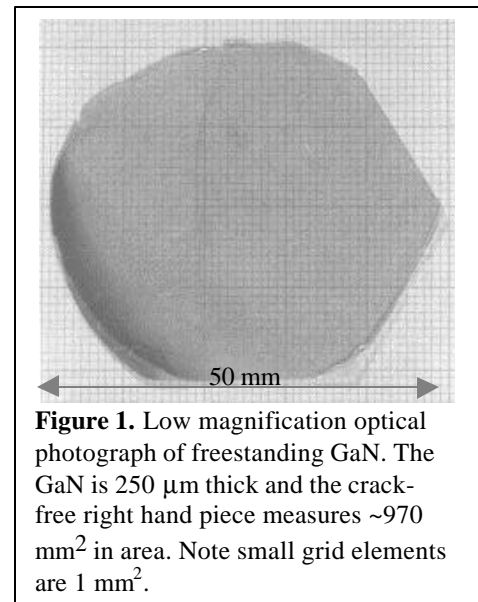 50 mm
Figure 1. Low magnification optical
photograph of freestanding GaN. The
GaN is 250 μm thick and the crack-
free right hand piece measures ~970
mm² in area. Note small grid elements
are 1 mm².